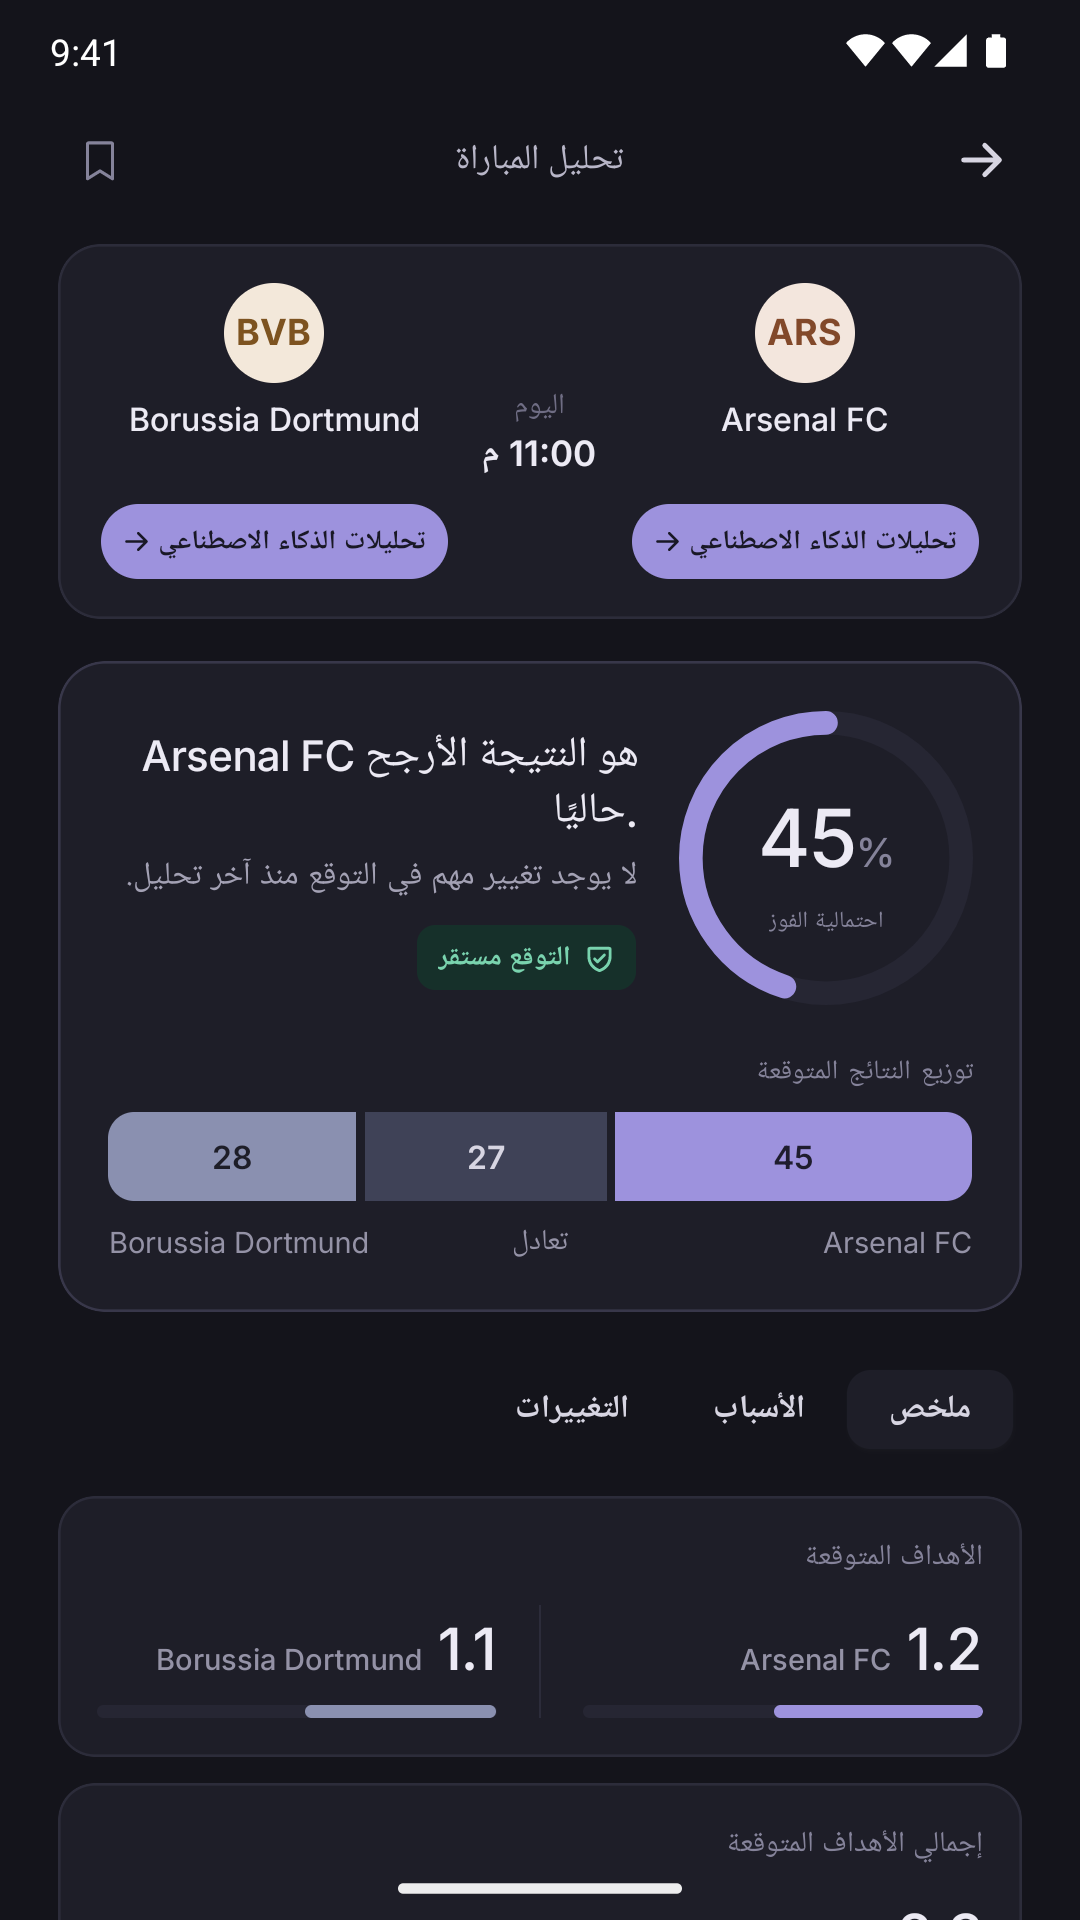 9:41
تحليل المباراة
ARS
BVB
Arsenal FC
اليوم
Borussia Dortmund
11:00 م
تحليلات الذكاء الاصطناعي
تحليلات الذكاء الاصطناعي
45%
احتمالية الفوز
هو النتيجة الأرجح Arsenal FC
.حاليًا
لا يوجد تغيير مهم في التوقع منذ آخر تحليل.
التوقع مستقر
توزيع النتائج المتوقعة
45
27
28
Arsenal FC
تعادل
Borussia Dortmund
ملخص
الأسباب
التغييرات
الأهداف المتوقعة
1.2 Arsenal FC
1.1 Borussia Dortmund
إجمالي الأهداف المتوقعة